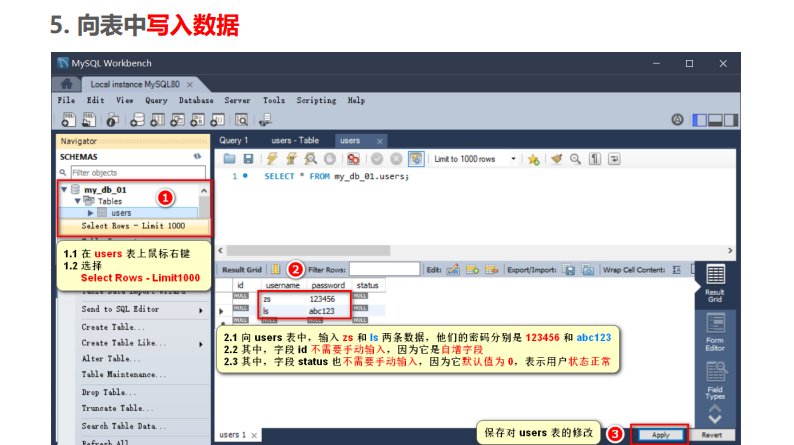 5. 向表中写入数据
MySQL Workbench
Local instance MySQL80
File Edit View Query Database Server Tools Scripting Help
Navigator
Query 1 users - Table users
SCHEMAS
Filter objects
Limit to 1000 rows
1 SELECT * FROM my_db_01.users;
my_db_01
1
Tables
users
Select Rows - Limit 1000
1.1 在 users 表上鼠标右键
1.2 选择
Select Rows - Limit1000
Result Grid 2 Filter Rows: Edit: Export/Import: Wrap Cell Content:
id username password status
NULL zs 123456 NULL
NULL ls abc123 NULL
NULL NULL NULL NULL
Result
Grid
Form
Editor
Field
Types
2.1 向 users 表中，输入 zs 和 ls 两条数据，他们的密码分别是 123456 和 abc123
2.2 其中，字段 id 不需要手动输入，因为它是自增字段
2.3 其中，字段 status 也不需要手动输入，因为它默认值为 0，表示用户状态正常
Send to SQL Editor
Create Table...
Create Table Like...
Alter Table...
Table Maintenance...
Drop Table...
Truncate Table...
Search Table Data...
Refresh All
users 1
保存对 users 表的修改
3
Apply Revert